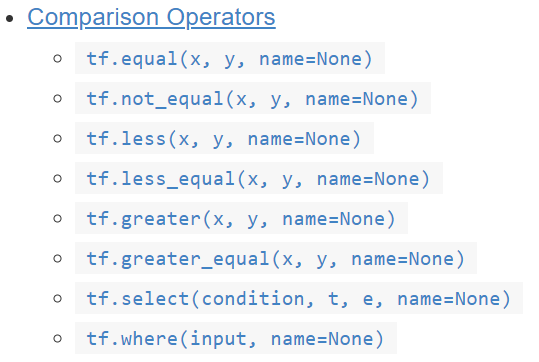 Comparison Operators
tf.equal(x, y, name=None)
tf.not_equal(x, y, name=None)
tf.less(x, y, name=None)
tf.less_equal(x, y, name=None)
tf.greater(x, y, name=None)
tf.greater_equal(x, y, name=None)
tf.select(condition, t, e, name=None)
tf.where(input, name=None)